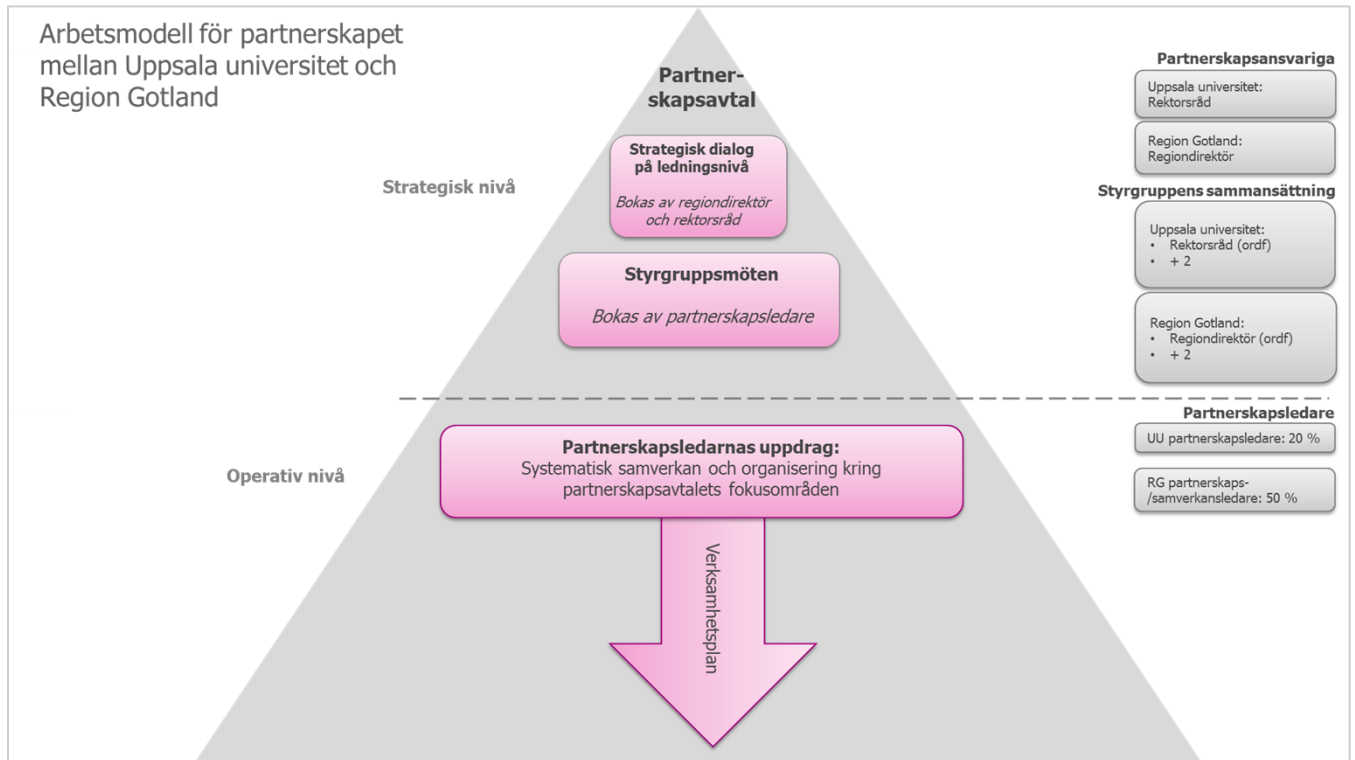 Arbetsmodell för partnerskapet
mellan Uppsala universitet och
Region Gotland
Partner-
skapsavtal
Strategisk nivå
Strategisk dialog
på ledningsnivå
Bokas av regiondirektör
och rektorsråd
Styrgruppsmöten
Bokas av partnerskapsledare
Partnerskapsansvariga
Uppsala universitet:
Rektorsråd
Region Gotland:
Regiondirektör
Styrgruppens sammansättning
Uppsala universitet:
• Rektorsråd (ordf)
• + 2
Region Gotland:
• Regiondirektör (ordf)
• + 2
Operativ nivå
Partnerskapsledarnas uppdrag:
Systematisk samverkan och organisering kring
partnerskapsavtalets fokusområden
Verksamhetsplan
Partnerskapsledare
UU partnerskapsledare: 20 %
RG partnerskaps-
/samverkansledare: 50 %